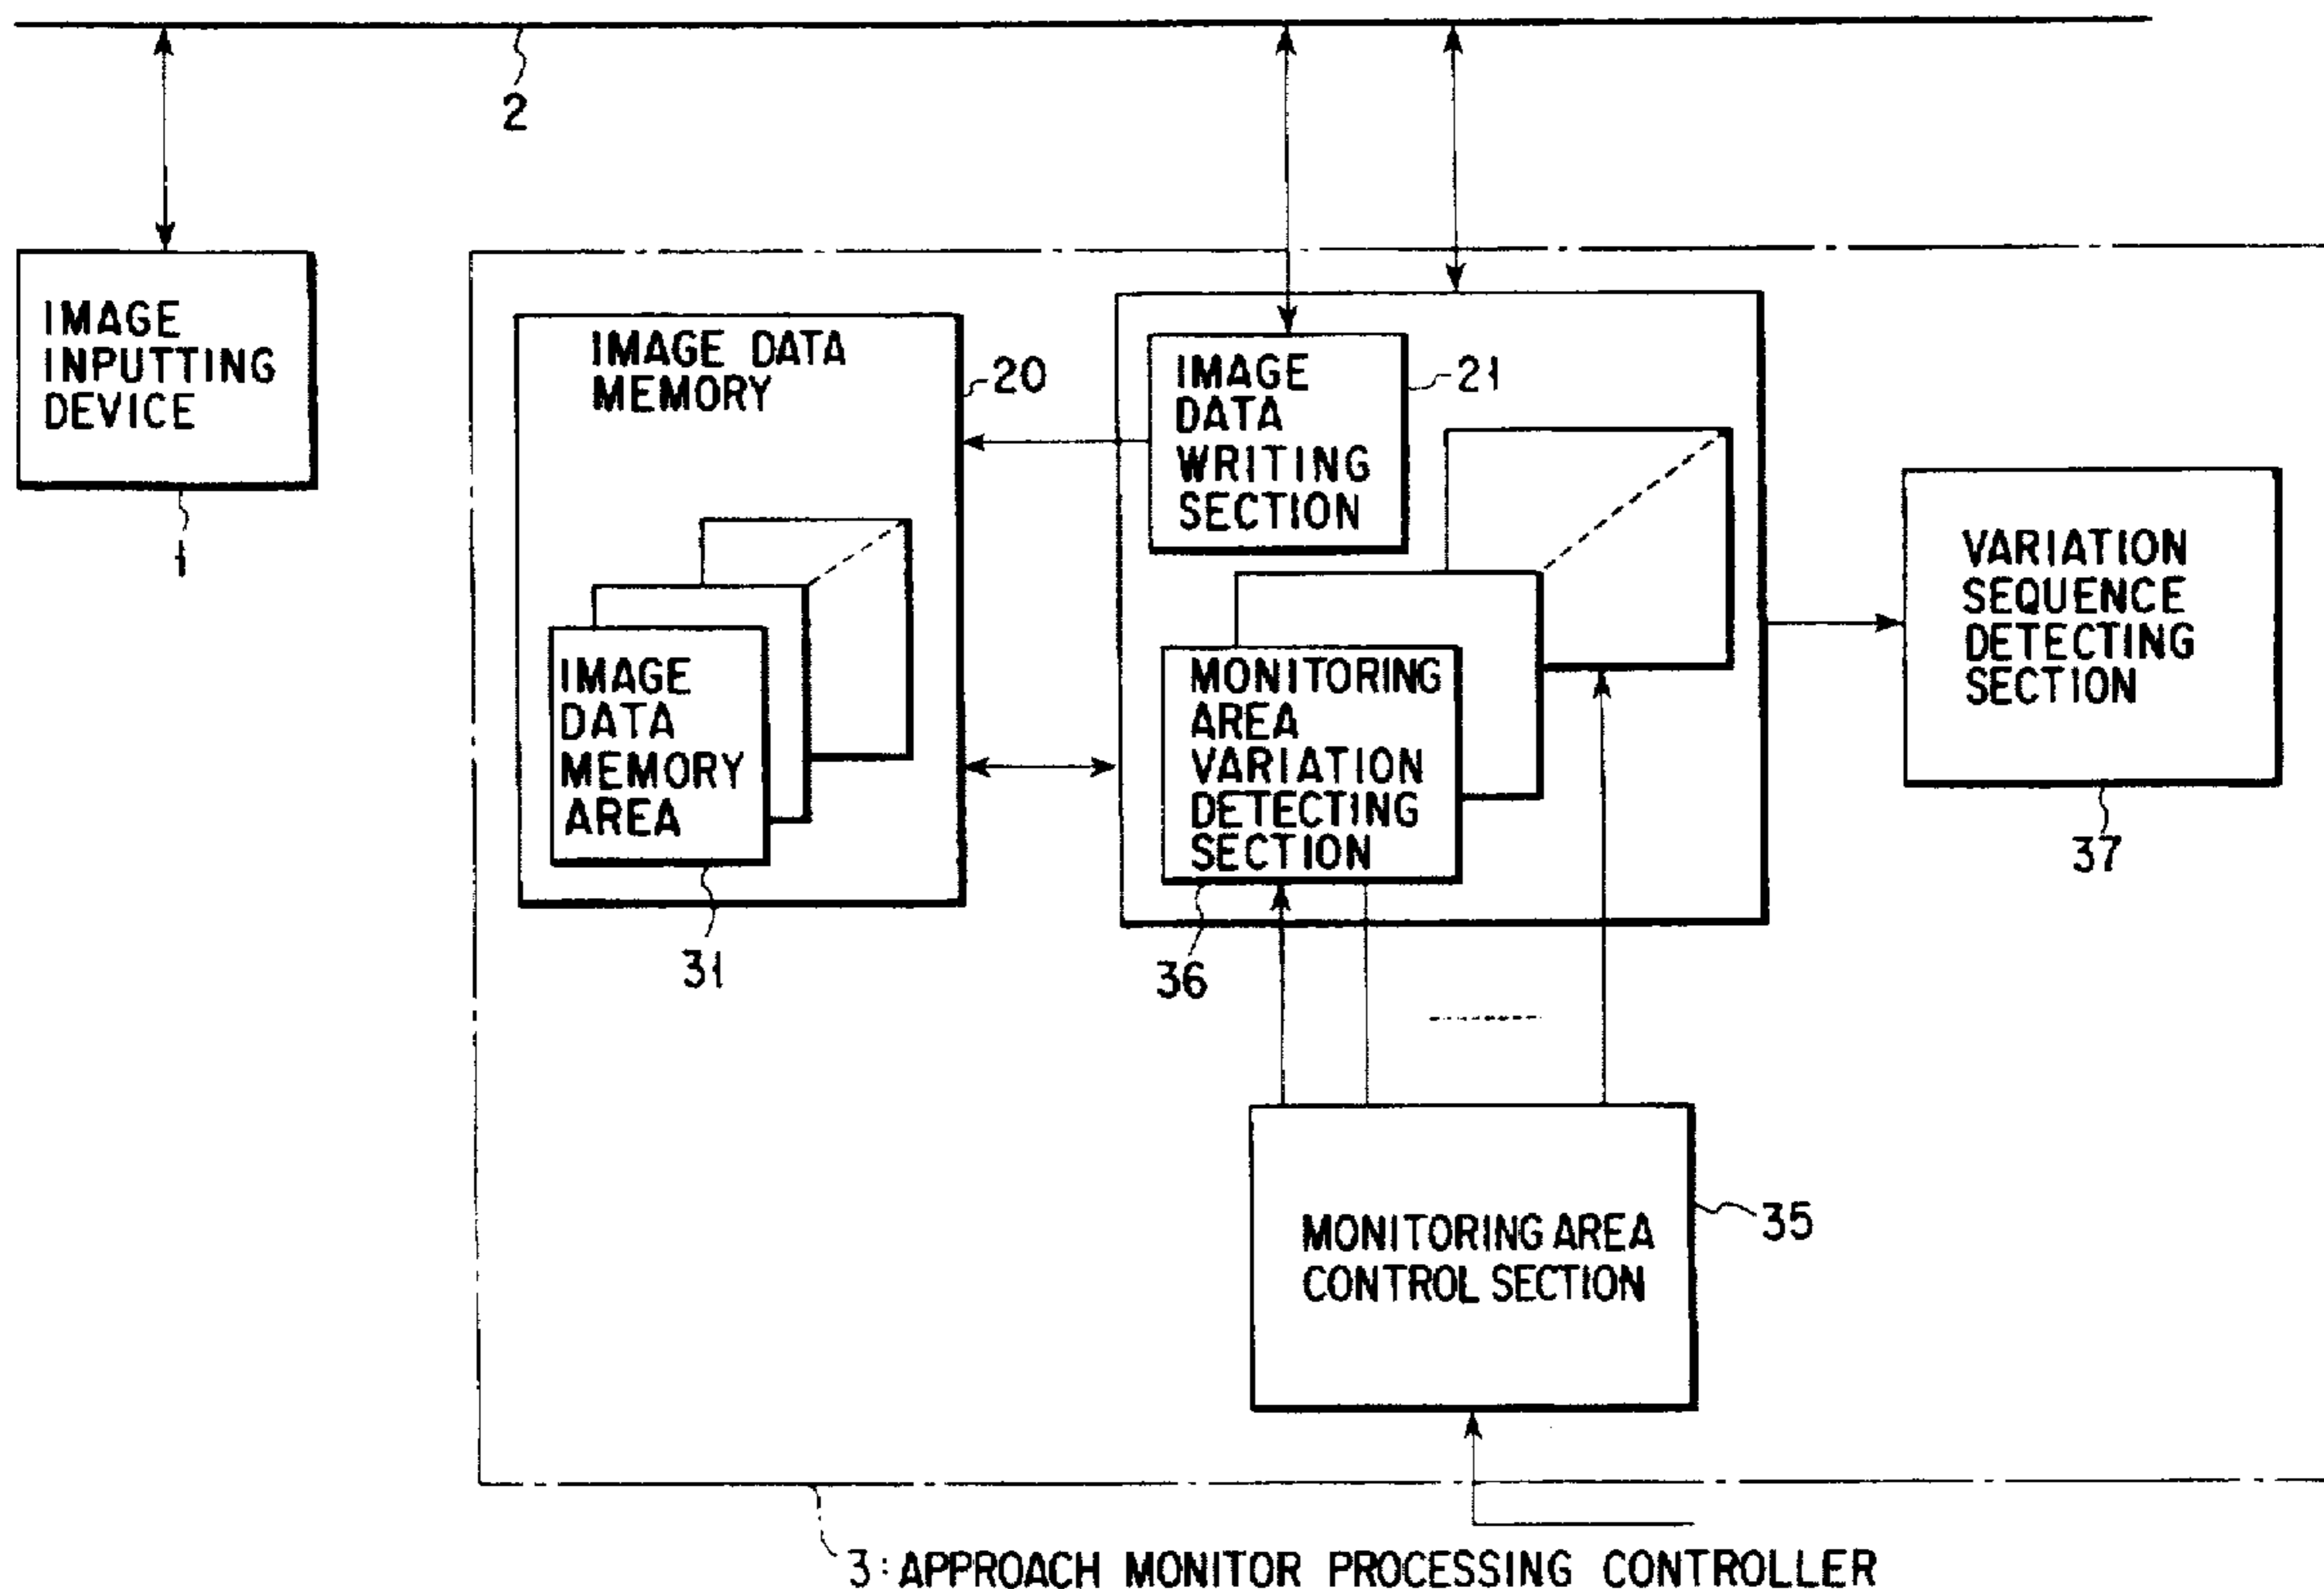 2
IMAGE
INPUTTING
DEVICE
1
IMAGE DATA
MEMORY
20
IMAGE
DATA
MEMORY
AREA
31
IMAGE
DATA
WRITING
SECTION
21
MONITORING
AREA
VARIATION
DETECTING
SECTION
36
VARIATION
SEQUENCE
DETECTING
SECTION
37
MONITORING AREA
CONTROL SECTION
35
3: APPROACH MONITOR PROCESSING CONTROLLER